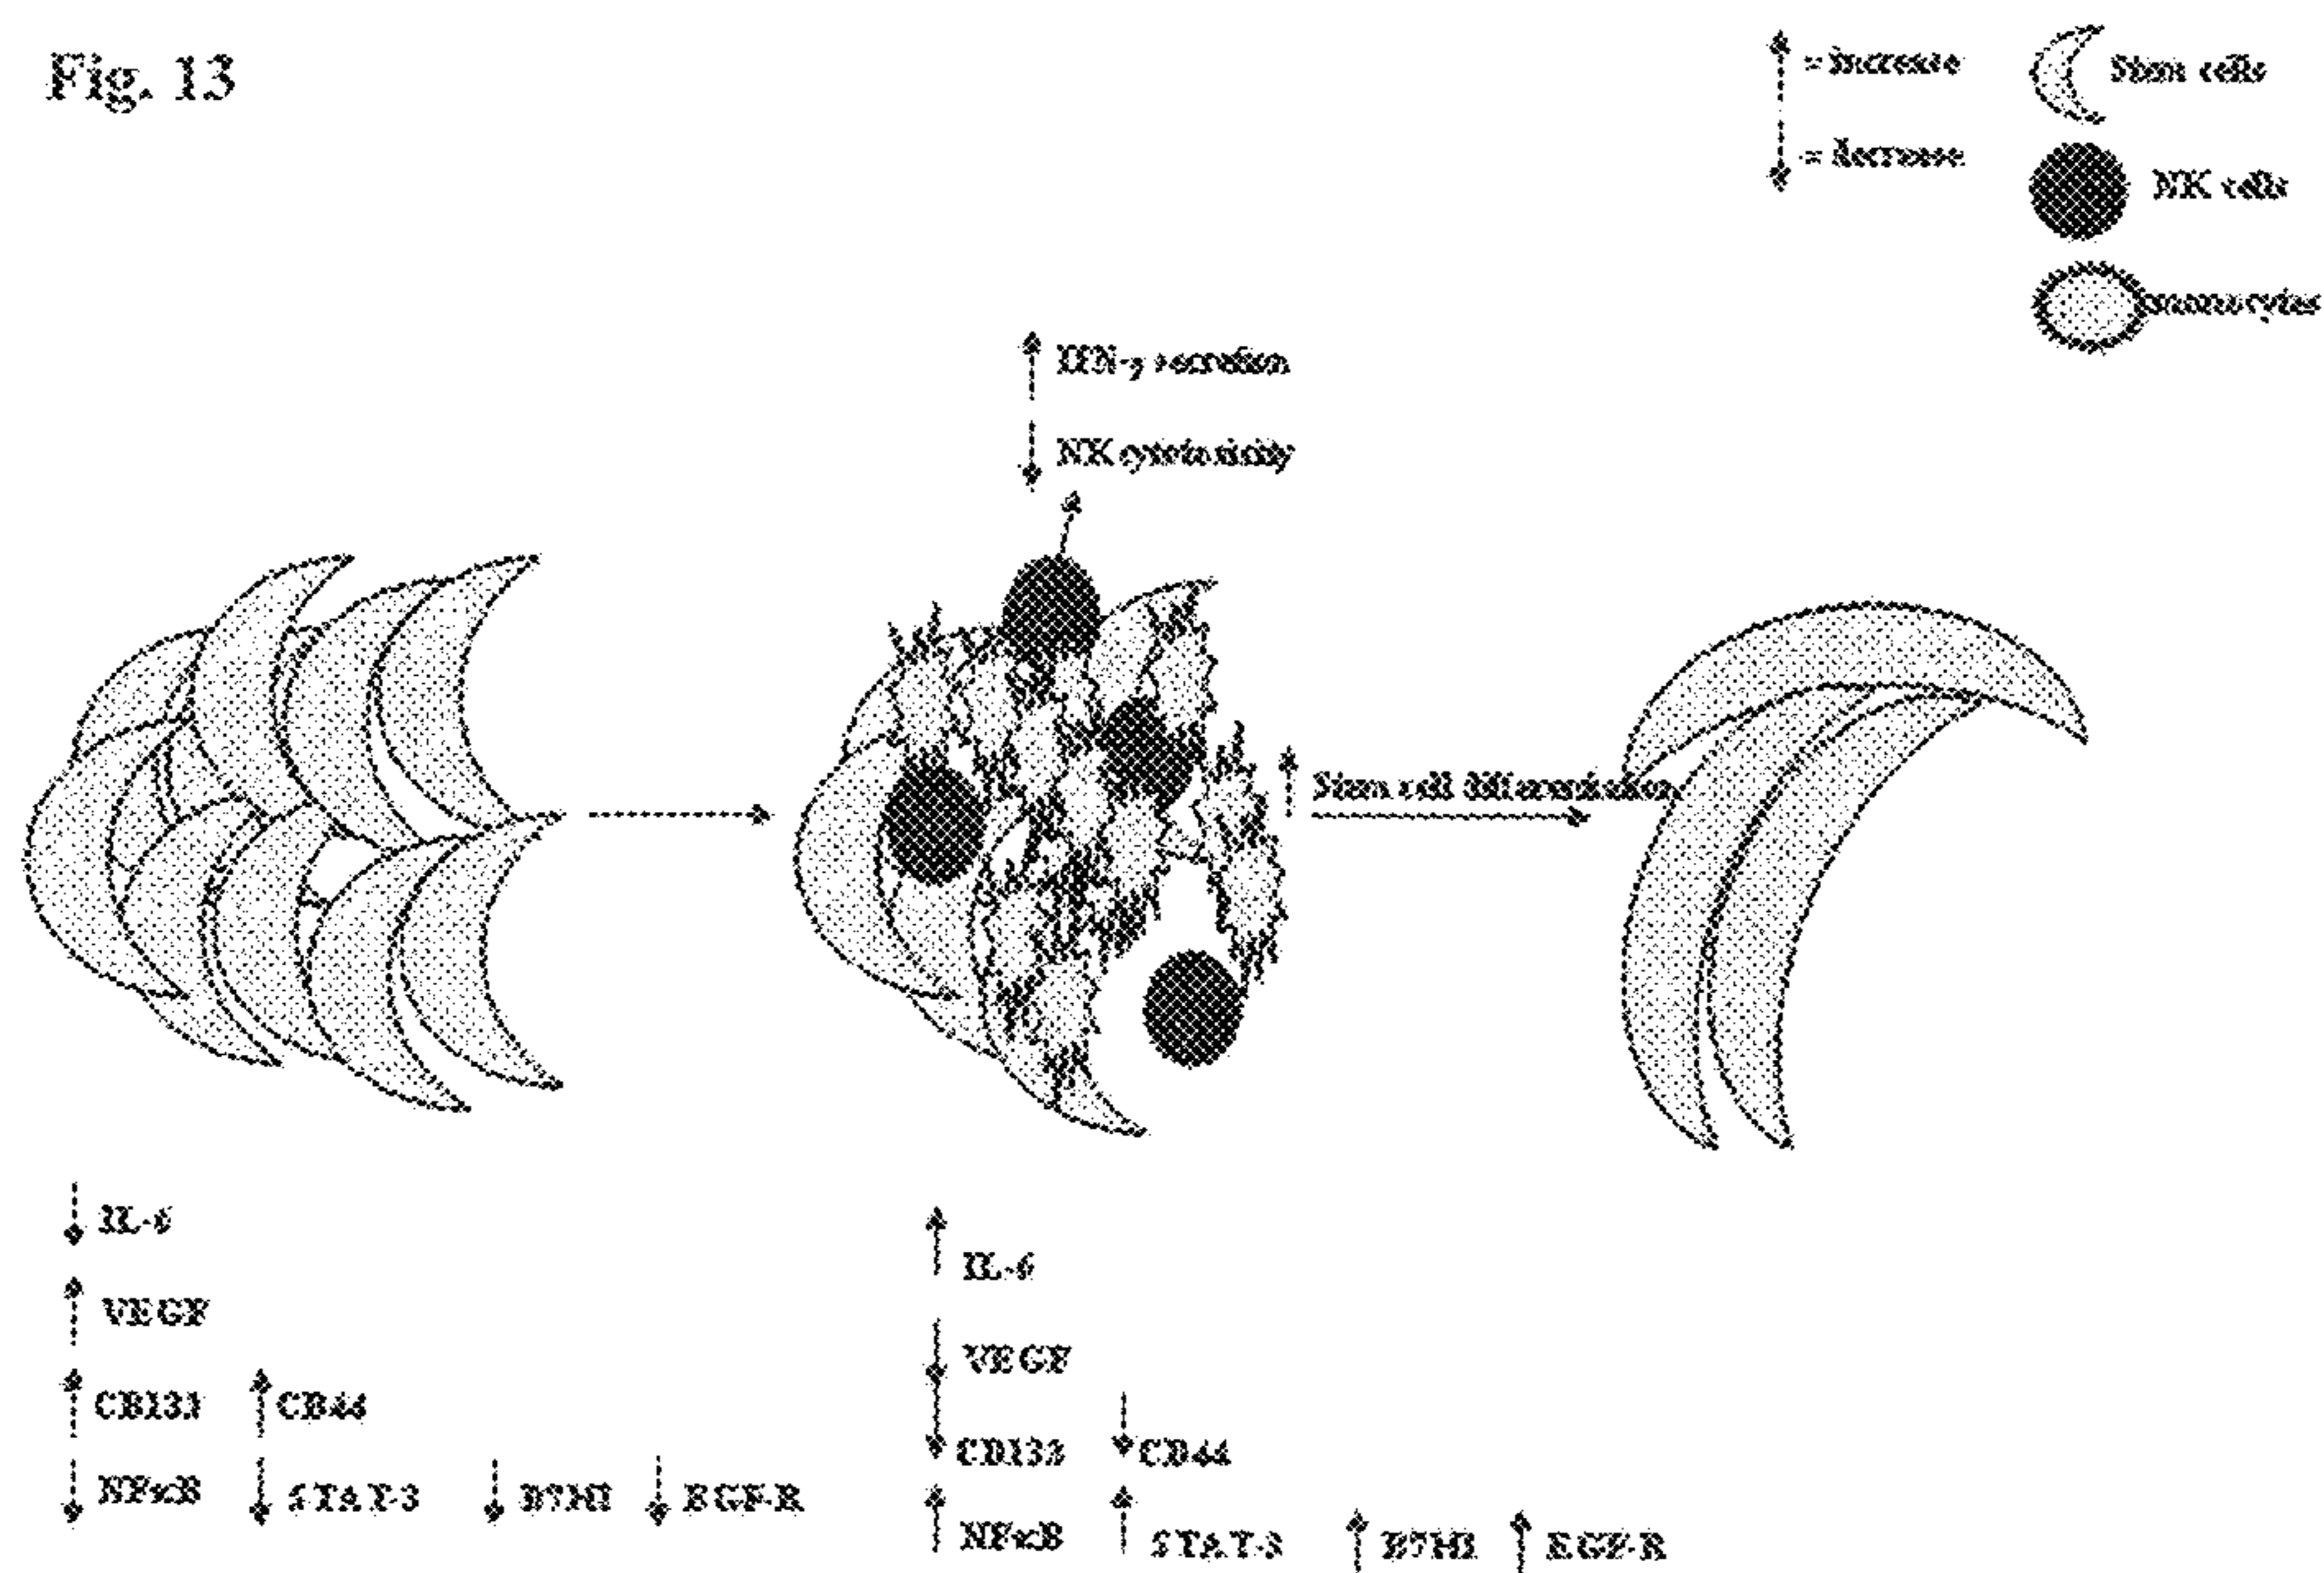 Fig. 13
= increase
Stem cells
= decrease
NK cells
monocytes
IFN-γ secretion
NK cytotoxicity
Stem cell differentiation
IL-6
VEGF
CD133 CD44
NFκB STAT-3 B7H1 EGF-R
IL-6
VEGF
CD133 CD44
NFκB STAT-3 B7H1 EGF-R